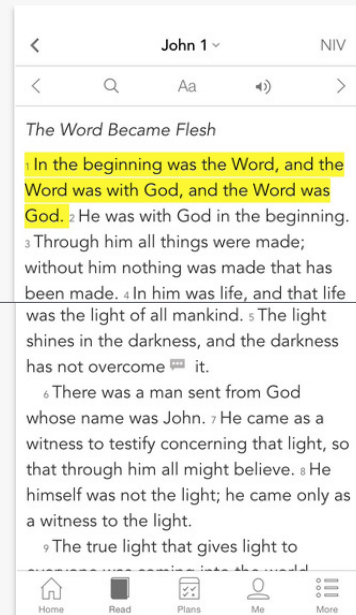 John 1
NIV
Aa
The Word Became Flesh
1 In the beginning was the Word, and the
Word was with God, and the Word was
God. 2 He was with God in the beginning.
3 Through him all things were made;
without him nothing was made that has
been made. 4 In him was life, and that life
was the light of all mankind. 5 The light
shines in the darkness, and the darkness
has not overcome it.
6 There was a man sent from God
whose name was John. 7 He came as a
witness to testify concerning that light, so
that through him all might believe. 8 He
himself was not the light; he came only as
a witness to the light.
9 The true light that gives light to
everyone was coming into the world
Home Read Plans Me More